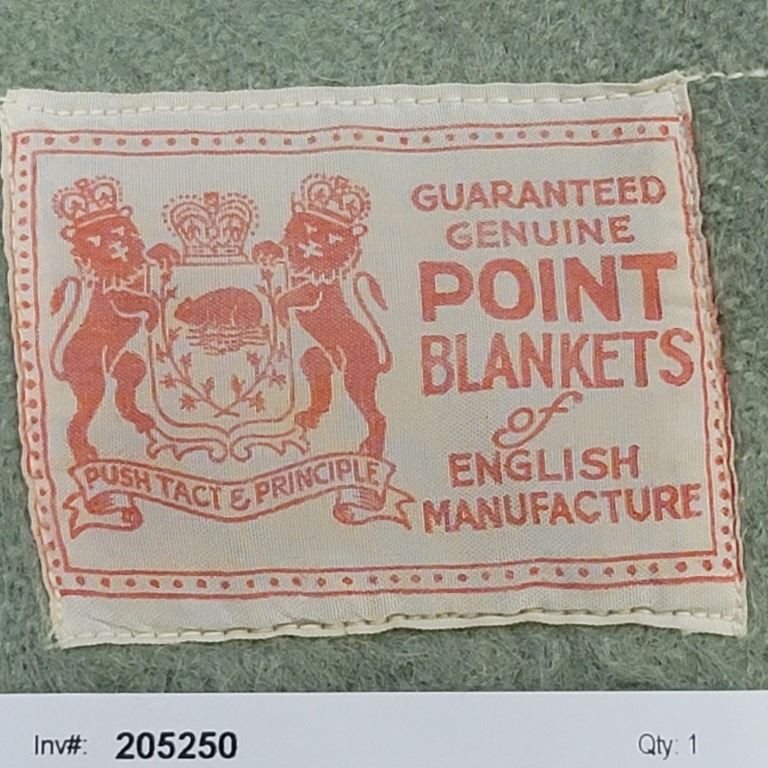 GUARANTEED
GENUINE
POINT
BLANKETS
of
ENGLISH
MANUFACTURE
PUSH TACT & PRINCIPLE
Inv#: 205250
Qty: 1